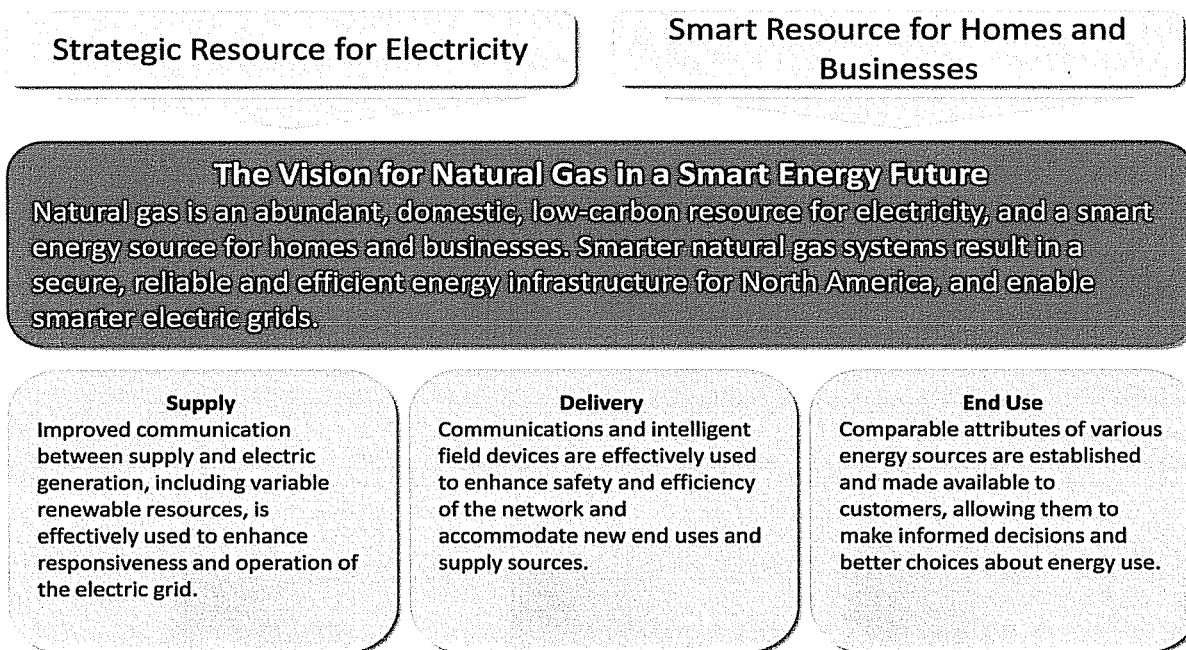 Strategic Resource for Electricity
Smart Resource for Homes and
Businesses
The Vision for Natural Gas in a Smart Energy Future
Natural gas is an abundant, domestic, low-carbon resource for electricity, and a smart
energy source for homes and businesses. Smarter natural gas systems result in a
secure, reliable and efficient energy infrastructure for North America, and enable
smarter electric grids.
Supply
Improved communication
between supply and electric
generation, including variable
renewable resources, is
effectively used to enhance
responsiveness and operation of
the electric grid.
Delivery
Communications and intelligent
field devices are effectively used
to enhance safety and efficiency
of the network and
accommodate new end uses and
supply sources.
End Use
Comparable attributes of various
energy sources are established
and made available to
customers, allowing them to
make informed decisions and
better choices about energy use.